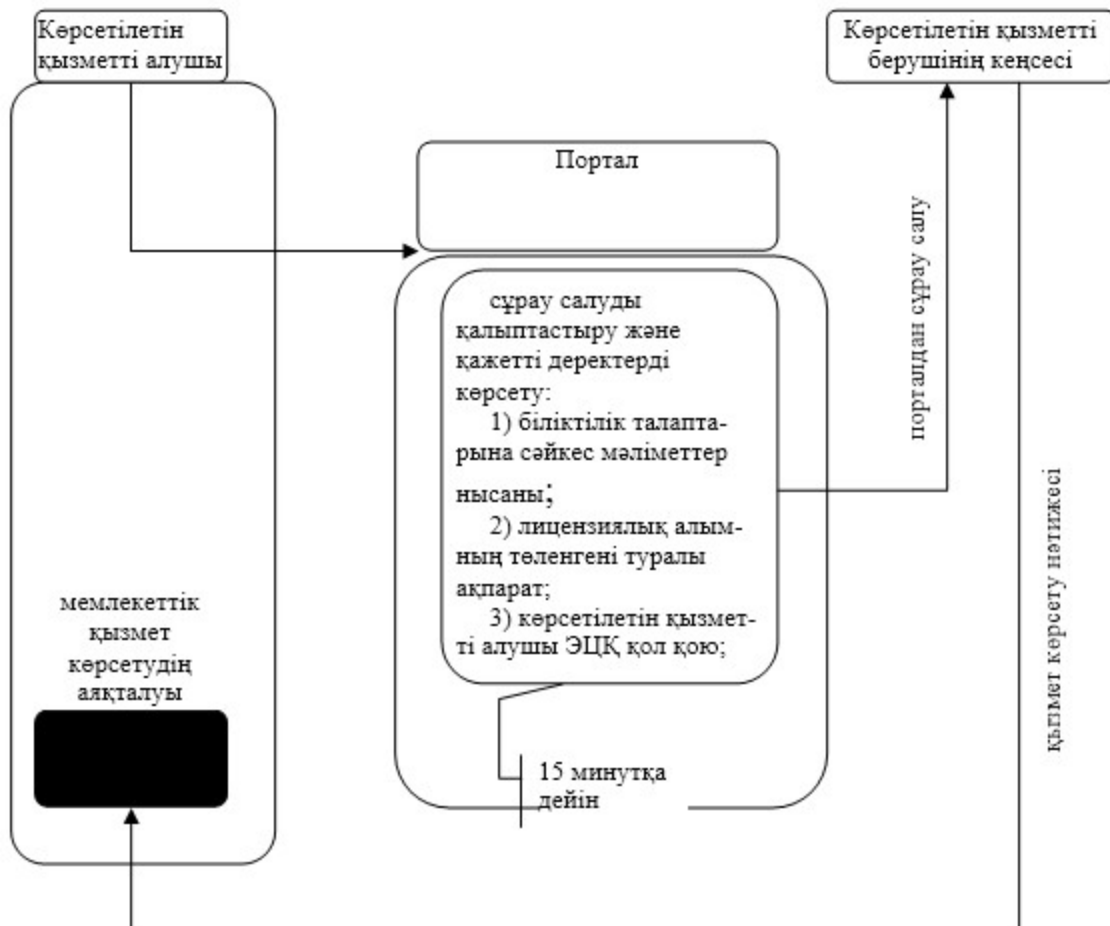 Көрсетілетін
қызметті алушы
Көрсетілетін қызметті
берушінің кеңсесі
Портал
сұрау салуды
қалыптастыру және
қажетті деректерді
көрсету:
1) біліктілік талапта-
рына сәйкес мәліметтер
нысаны;
2) лицензиялық алым-
ның төленгені туралы
ақпарат;
3) көрсетілетін қызмет-
ті алушы ЭЦҚ қол қою;
15 минутқа
дейін
порталдан сұрау салу
қызмет көрсету нәтижесі
мемлекеттік
қызмет
көрсетудің
аяқталуы